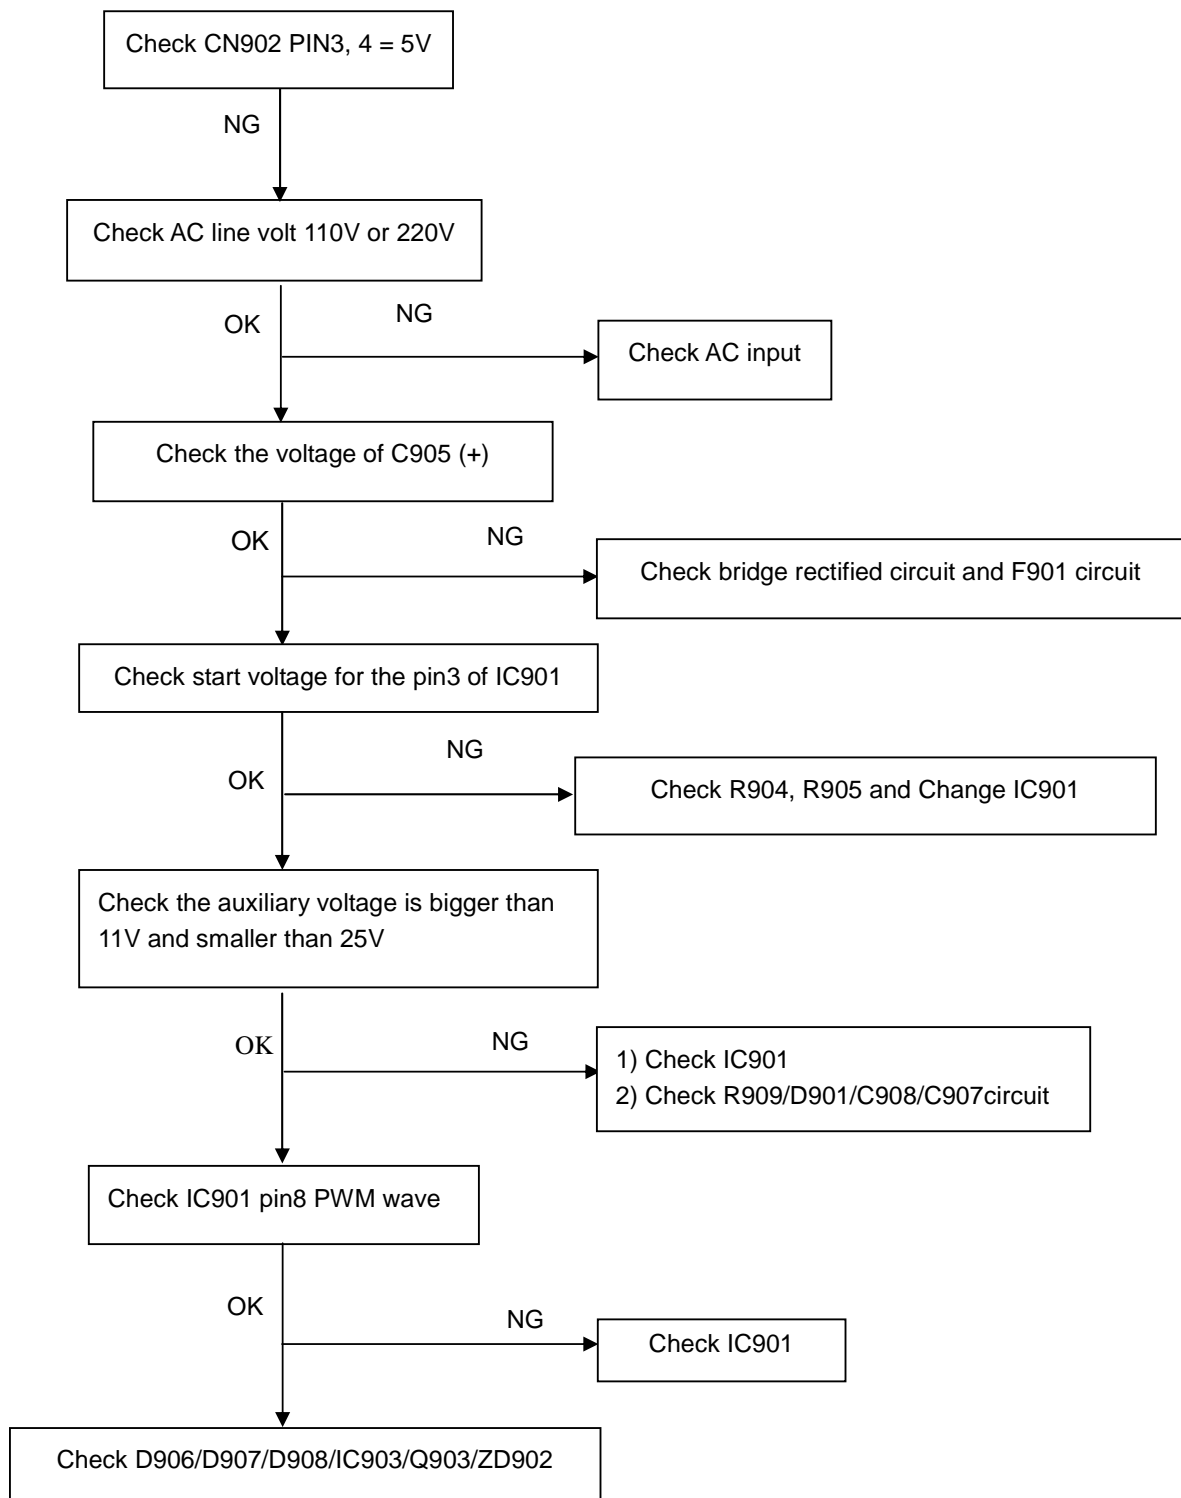 Check CN902 PIN3, 4 = 5V
NG
Check AC line volt 110V or 220V
OK
NG
Check AC input
Check the voltage of C905 (+)
OK
NG
Check bridge rectified circuit and F901 circuit
Check start voltage for the pin3 of IC901
OK
NG
Check R904, R905 and Change IC901
Check the auxiliary voltage is bigger than
11V and smaller than 25V
OK
NG
1) Check IC901
2) Check R909/D901/C908/C907circuit
Check IC901 pin8 PWM wave
OK
NG
Check IC901
Check D906/D907/D908/IC903/Q903/ZD902